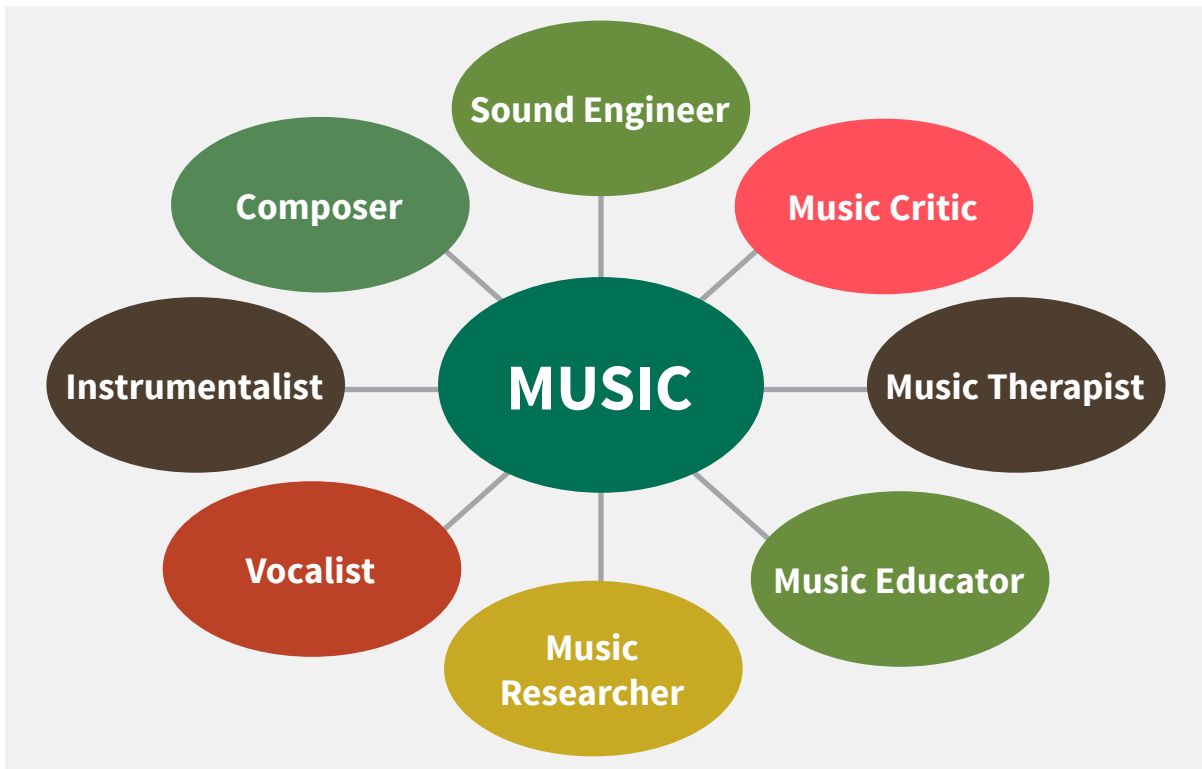 Sound Engineer
Composer
Music Critic
Instrumentalist
MUSIC
Music Therapist
Vocalist
Music Educator
Music
Researcher